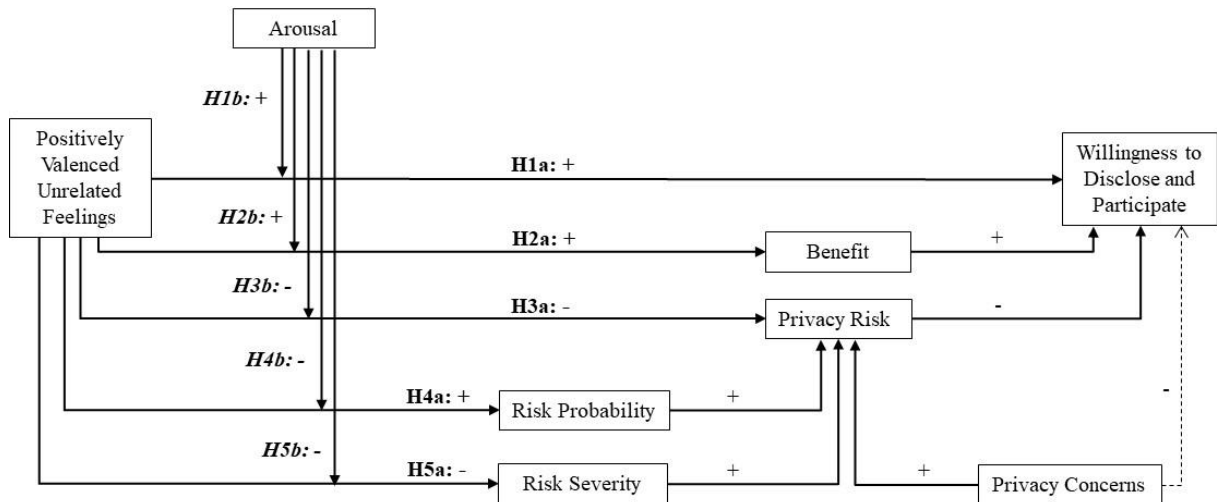 Arousal
H1b: +
Positively
Valenced
Unrelated
Feelings
H1a: +
Willingness to
Disclose and
Participate
H2b: +
H2a: +
Benefit
+
H3b: -
H3a: -
Privacy Risk
-
H4b: -
H4a: +
Risk Probability
+
-
H5b: -
H5a: -
Risk Severity
+
+
Privacy Concerns